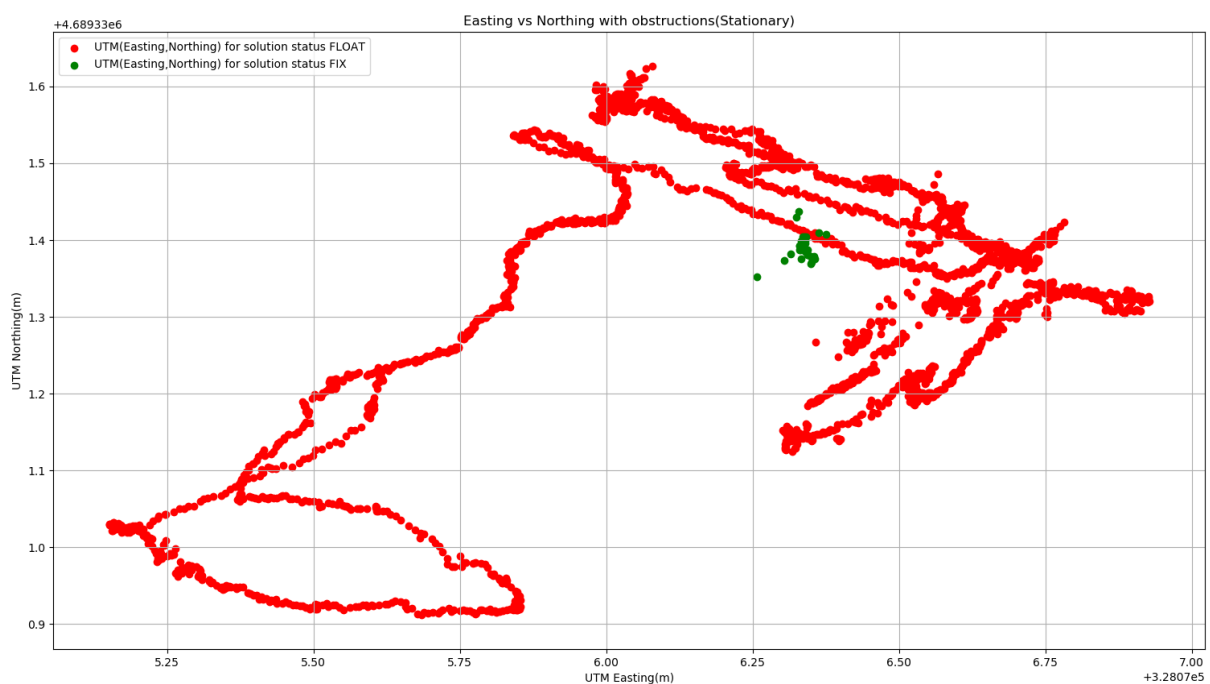 Easting vs Northing with obstructions(Stationary)
+4.68933e6
UTM(Easting,Northing) for solution status FLOAT
UTM(Easting,Northing) for solution status FIX
UTM Northing(m)
1.6
1.5
1.4
1.3
1.2
1.1
1.0
0.9
5.25
5.50
5.75
6.00
6.25
6.50
6.75
7.00
UTM Easting(m)
+3.2807e5